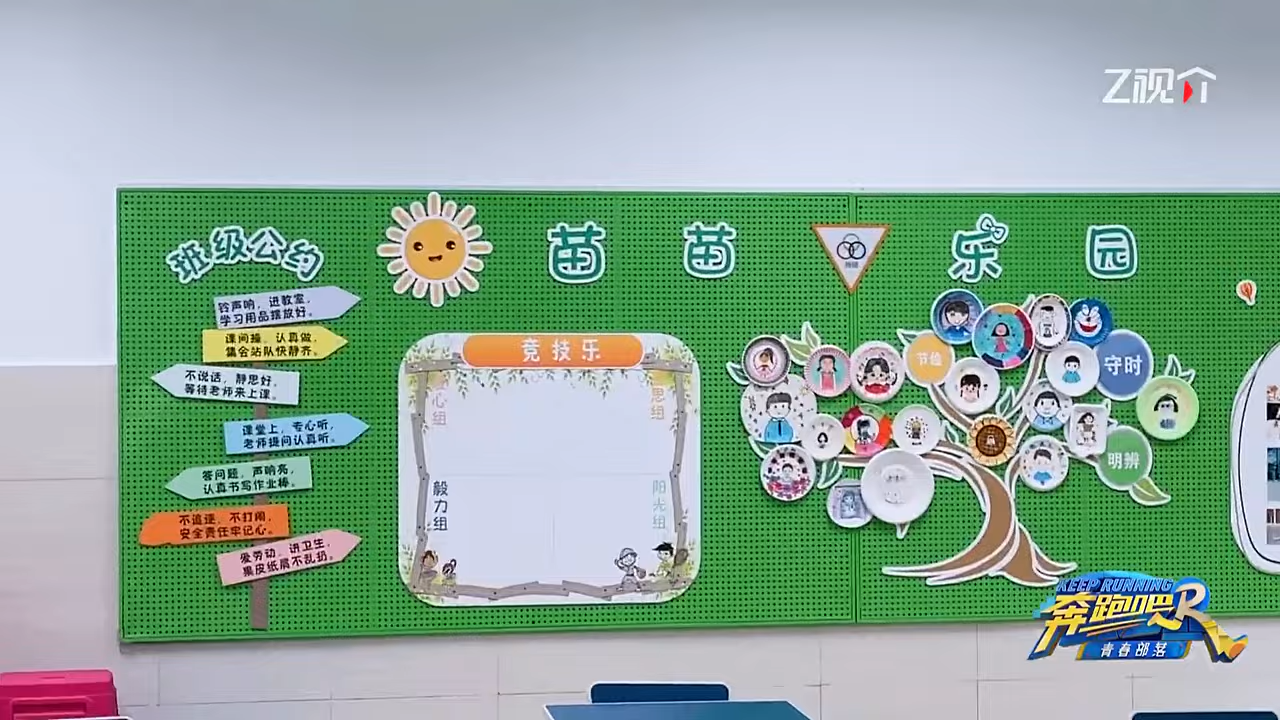 Z视介
班级公约
苗苗乐园
铃声响，进教室，
学习用品摆放好。
课间操，认真做，
集会站队快静齐。
不说话，静思好，
等待老师来上课。
课堂上，专心听，
老师提问认真听。
答问题，声响亮，
认真书写作业棒。
不追逐，不打闹，
安全责任牢记心。
爱劳动，讲卫生，
果皮纸屑不乱扔。
竞技乐
心组
思组
毅力组
阳光组
节俭
守时
明辨
KEEP RUNNING
奔跑吧R
青春部落